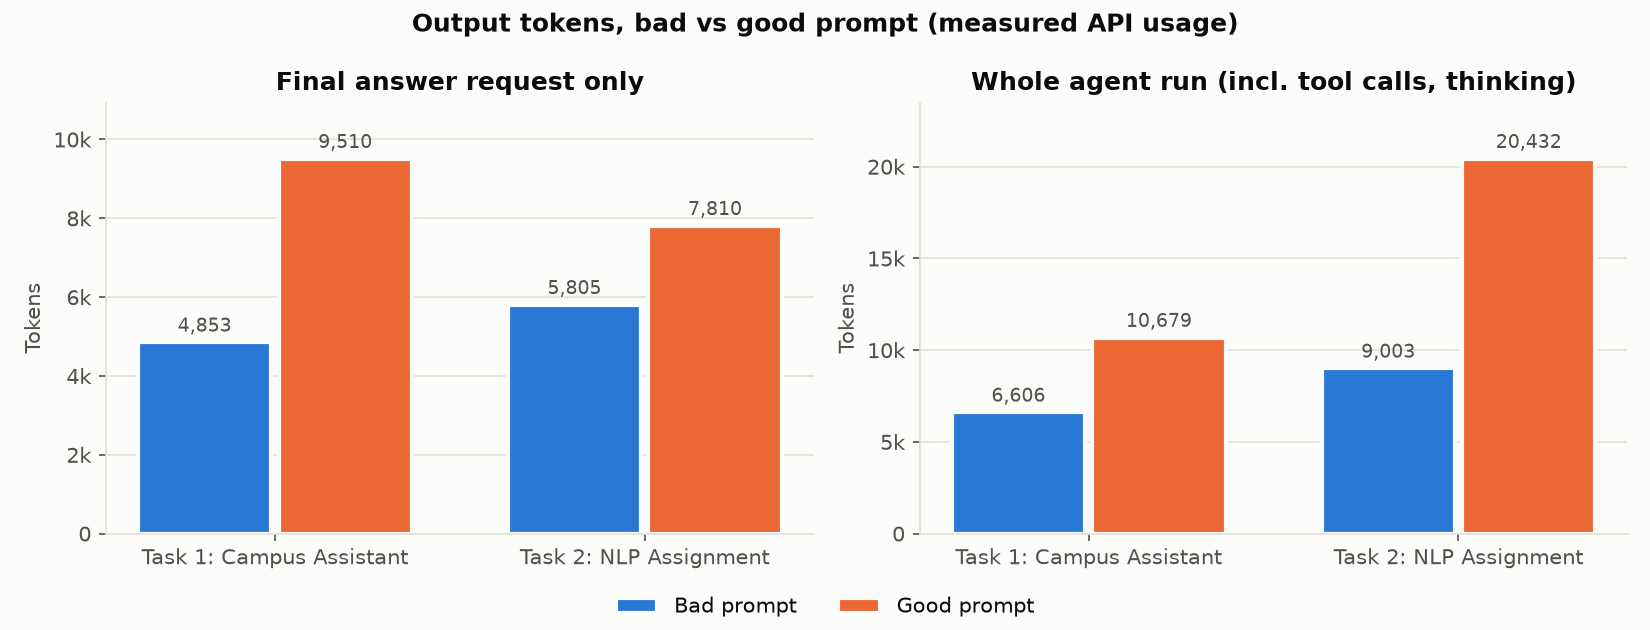 Output tokens, bad vs good prompt (measured API usage)
Final answer request only
Tokens
10k
8k
6k
4k
2k
0
9,510
7,810
5,805
4,853
Task 1: Campus Assistant
Task 2: NLP Assignment
Whole agent run (incl. tool calls, thinking)
Tokens
20k
15k
10k
5k
0
20,432
10,679
9,003
6,606
Task 1: Campus Assistant
Task 2: NLP Assignment
Bad prompt
Good prompt